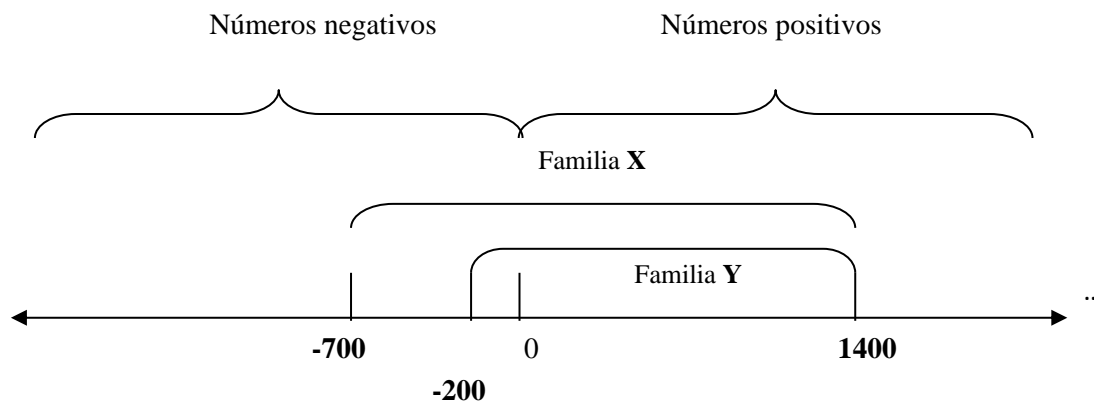 Números negativos Números positivos
Familia X
Familia Y
..
-700 0 1400
-200